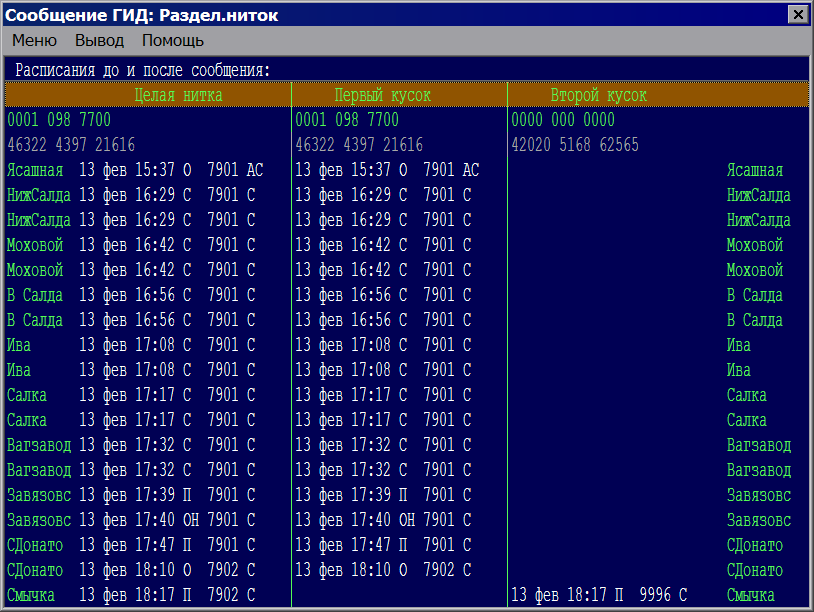 Сообщение ГИД: Раздел.ниток
Меню Вывод Помощь
Расписания до и после сообщения:
Целая нитка Первый кусок Второй кусок
0001 098 7700 0001 098 7700 0000 000 0000
46322 4397 21616 46322 4397 21616 42020 5168 62565
Ясашная 13 фев 15:37 О 7901 АС 13 фев 15:37 О 7901 АС Ясашная
НижСалда 13 фев 16:29 С 7901 С 13 фев 16:29 С 7901 С НижСалда
НижСалда 13 фев 16:29 С 7901 С 13 фев 16:29 С 7901 С НижСалда
Моховой 13 фев 16:42 С 7901 С 13 фев 16:42 С 7901 С Моховой
Моховой 13 фев 16:42 С 7901 С 13 фев 16:42 С 7901 С Моховой
В Салда 13 фев 16:56 С 7901 С 13 фев 16:56 С 7901 С В Салда
В Салда 13 фев 16:56 С 7901 С 13 фев 16:56 С 7901 С В Салда
Ива 13 фев 17:08 С 7901 С 13 фев 17:08 С 7901 С Ива
Ива 13 фев 17:08 С 7901 С 13 фев 17:08 С 7901 С Ива
Салка 13 фев 17:17 С 7901 С 13 фев 17:17 С 7901 С Салка
Салка 13 фев 17:17 С 7901 С 13 фев 17:17 С 7901 С Салка
Вагзавод 13 фев 17:32 С 7901 С 13 фев 17:32 С 7901 С Вагзавод
Вагзавод 13 фев 17:32 С 7901 С 13 фев 17:32 С 7901 С Вагзавод
Завязовс 13 фев 17:39 П 7901 С 13 фев 17:39 П 7901 С Завязовс
Завязовс 13 фев 17:40 ОН 7901 С 13 фев 17:40 ОН 7901 С Завязовс
СДонато 13 фев 17:47 П 7901 С 13 фев 17:47 П 7901 С СДонато
СДонато 13 фев 18:10 О 7902 С 13 фев 18:10 О 7902 С СДонато
Смычка 13 фев 18:17 П 7902 С 13 фев 18:17 П 9996 С Смычка